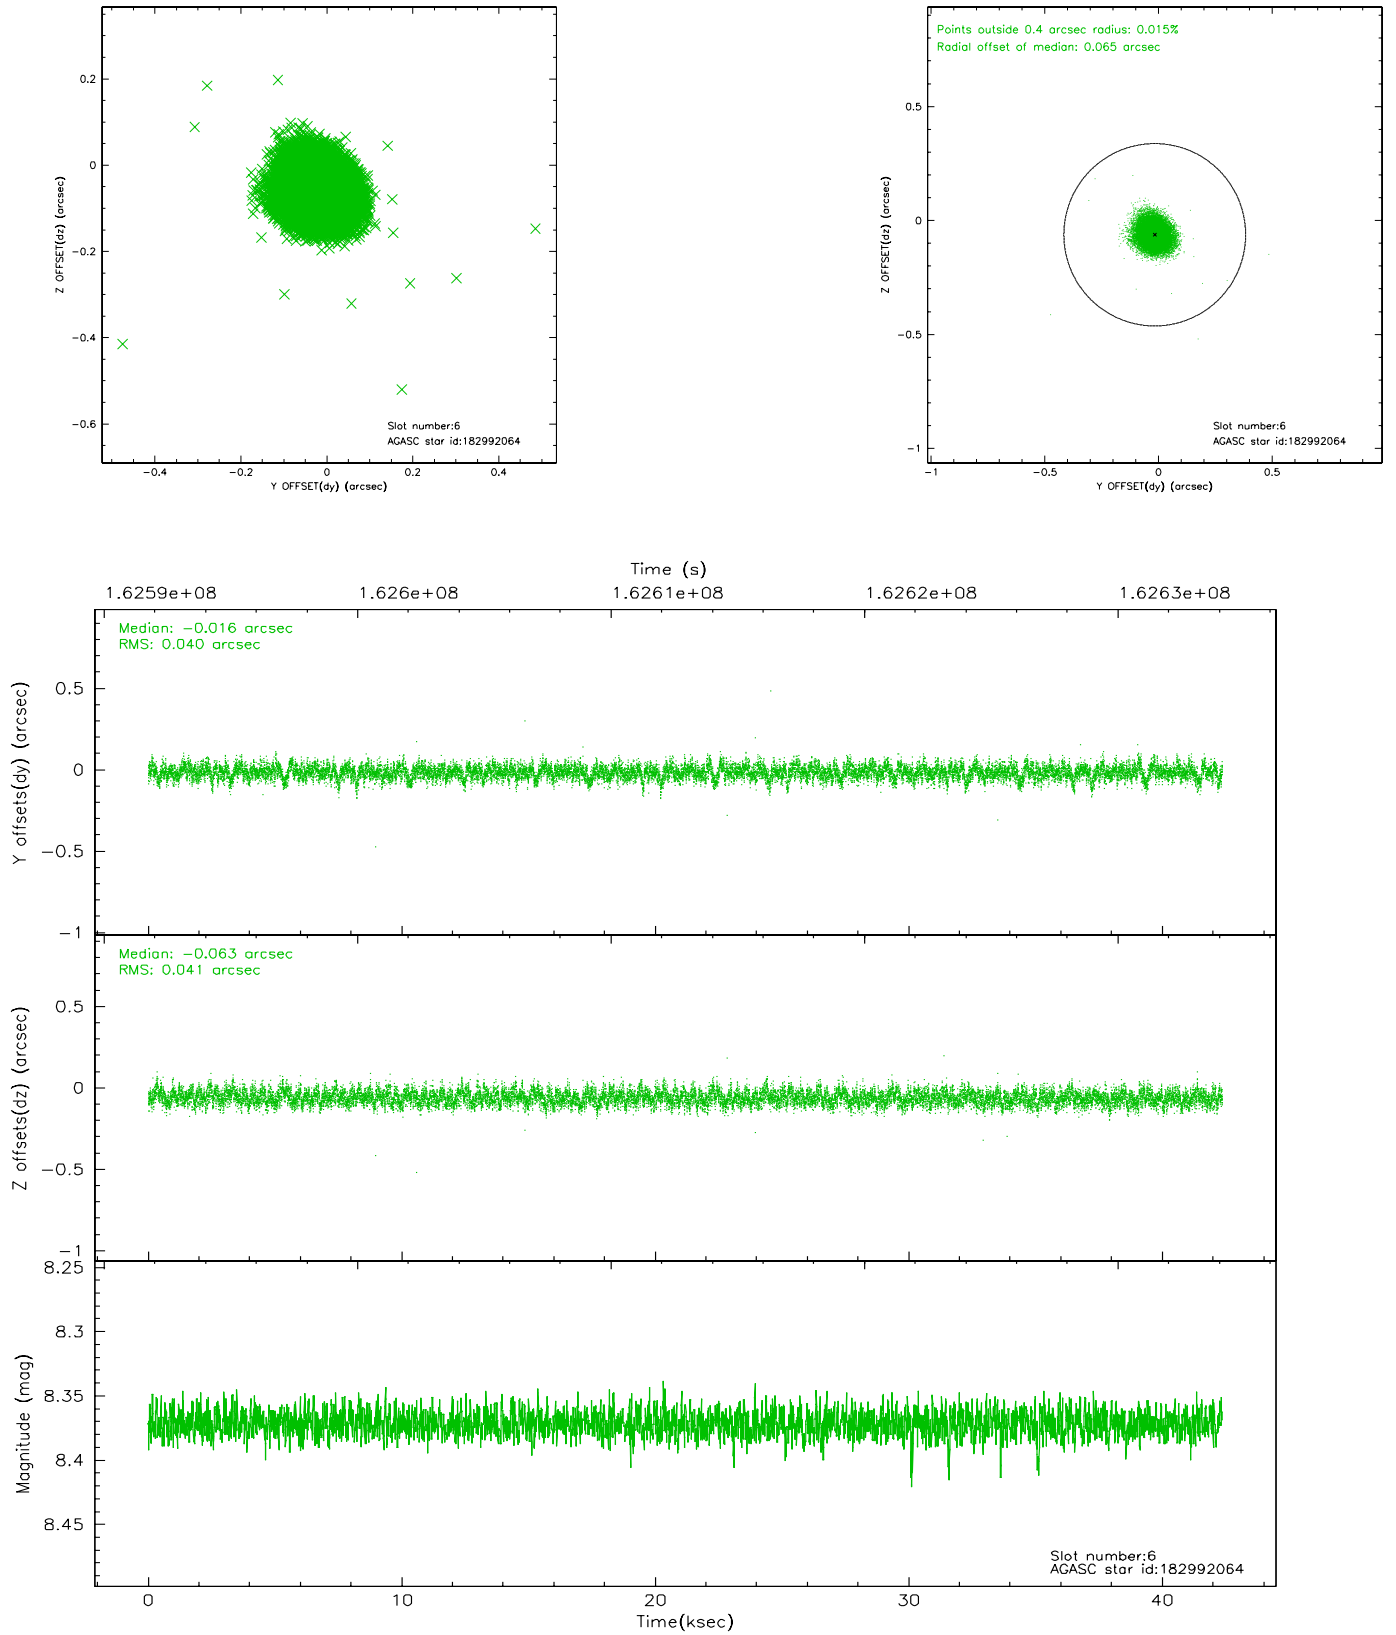 0.2
0
-0.2
-0.4
-0.6
Z OFFSET(dz) (arcsec)
Slot number:6
AGASC star id:182992064
-0.4
-0.2
0
0.2
0.4
Y OFFSET(dy) (arcsec)
Points outside 0.4 arcsec radius: 0.015%
Radial offset of median: 0.065 arcsec
0.5
0
-0.5
-1
Z OFFSET(dz) (arcsec)
Slot number:6
AGASC star id:182992064
-1
-0.5
0
0.5
Y OFFSET(dy) (arcsec)
Time (s)
1.6259e+08
1.626e+08
1.6261e+08
1.6262e+08
1.6263e+08
Median: -0.016 arcsec
RMS: 0.040 arcsec
0.5
0
-0.5
-1
Y offsets(dy) (arcsec)
Median: -0.063 arcsec
RMS: 0.041 arcsec
0.5
0
-0.5
-1
Z offsets(dz) (arcsec)
8.25
8.3
8.35
8.4
8.45
Magnitude (mag)
Slot number:6
AGASC star id:182992064
0
10
20
30
40
Time(ksec)